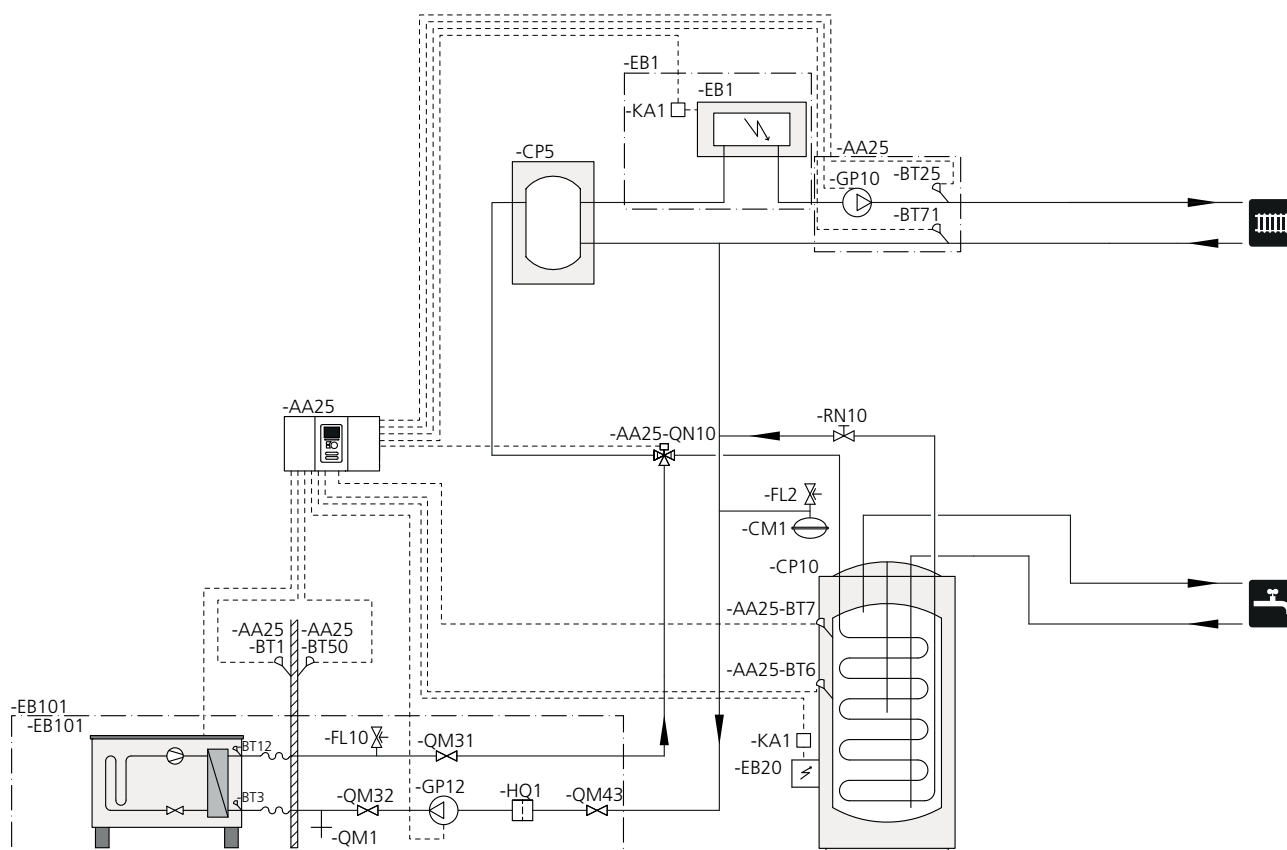 -EB1
-EB1
-KA1
-CP5
-AA25
-GP10
-BT25
-BT71
-AA25
-RN10
-AA25-QN10
-FL2
-CM1
-CP10
-AA25-BT7
-AA25
-AA25
-BT1
-BT50
-AA25-BT6
-EB101
-EB101
-FL10
-QM31
-BT12
-KA1
-EB20
-BT3
-QM32
-GP12
-HQ1
-QM43
-QM1